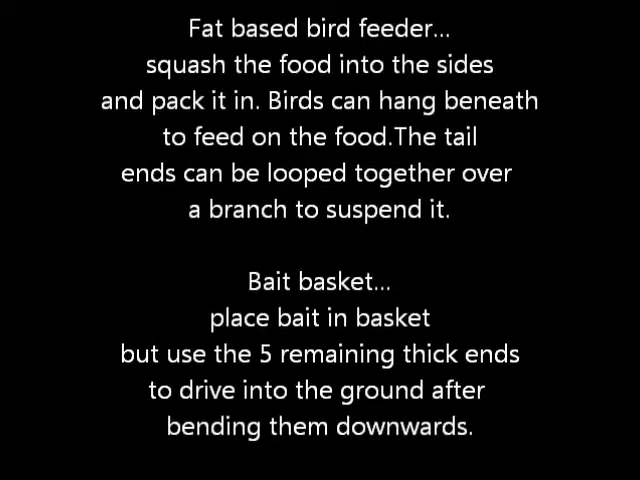 Fat based bird feeder...
squash the food into the sides
and pack it in. Birds can hang beneath
to feed on the food.The tail
ends can be looped together over
a branch to suspend it.
Bait basket...
place bait in basket
but use the 5 remaining thick ends
to drive into the ground after
bending them downwards.